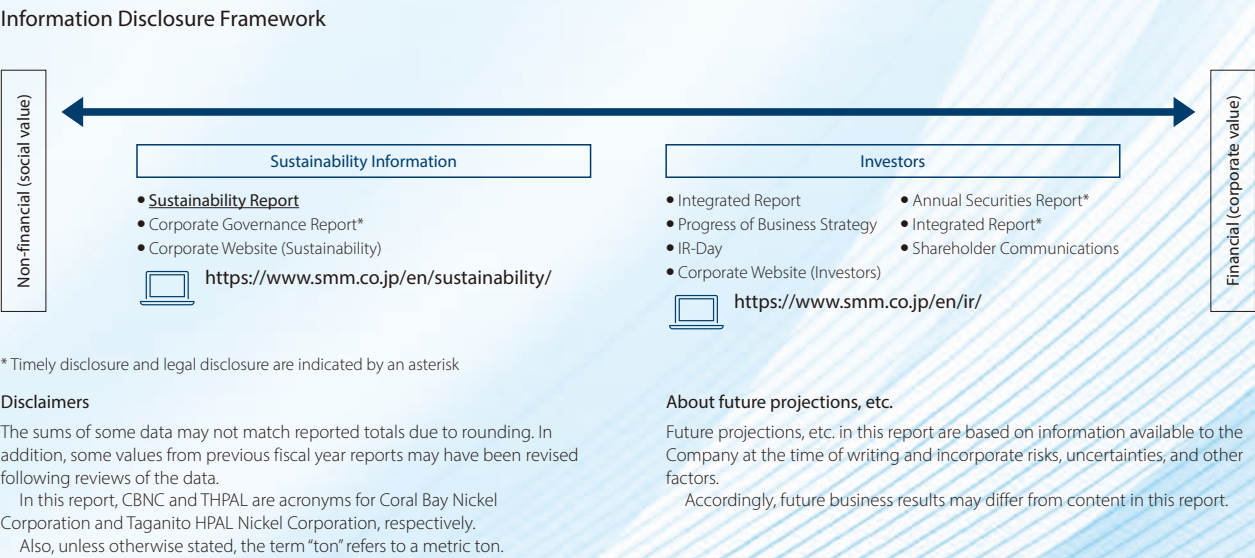 Information Disclosure Framework
Non-financial (social value)
Sustainability Information
• Sustainability Report
• Corporate Governance Report*
• Corporate Website (Sustainability)
https://www.smm.co.jp/en/sustainability/
Investors
• Integrated Report
• Progress of Business Strategy
• IR-Day
• Corporate Website (Investors)
• Annual Securities Report*
• Integrated Report*
• Shareholder Communications
https://www.smm.co.jp/en/ir/
Financial (corporate value)
* Timely disclosure and legal disclosure are indicated by an asterisk
Disclaimers
The sums of some data may not match reported totals due to rounding. In
addition, some values from previous fiscal year reports may have been revised
following reviews of the data.
In this report, CBNC and THPAL are acronyms for Coral Bay Nickel
Corporation and Taganito HPAL Nickel Corporation, respectively.
Also, unless otherwise stated, the term “ton” refers to a metric ton.
About future projections, etc.
Future projections, etc. in this report are based on information available to the
Company at the time of writing and incorporate risks, uncertainties, and other
factors.
Accordingly, future business results may differ from content in this report.